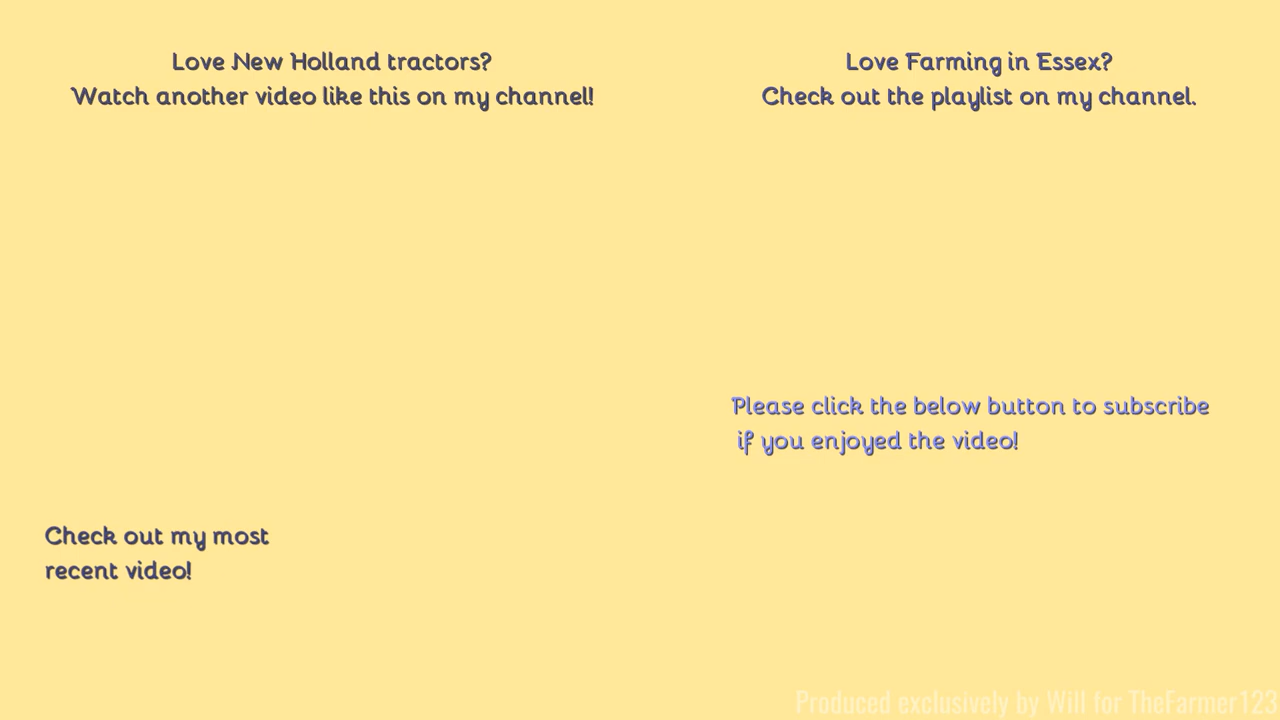 Love New Holland tractors?
Watch another video like this on my channel!
Love Farming in Essex?
Check out the playlist on my channel.
Please click the below button to subscribe
if you enjoyed the video!
Check out my most
recent video!
Produced exclusively by Will for TheFarmer123